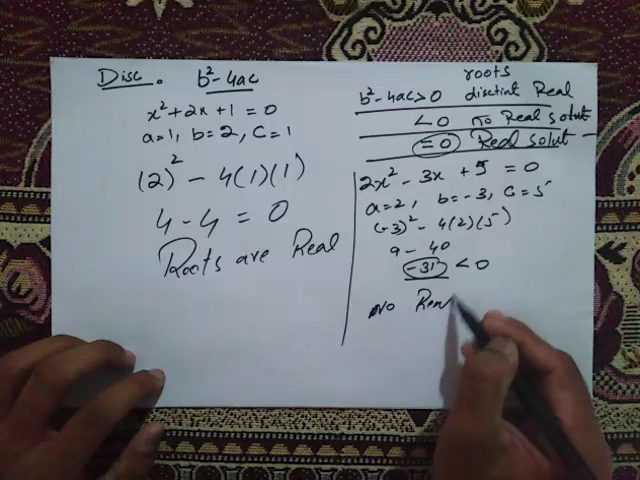 Disc. b²-4ac
x²+2x+1=0
a=1, b=2, C=1
(2)² - 4(1)(1)
4-4 = 0
Roots are Real
roots
b²-4ac>0 disctint Real
<0 no Real solut
=0 Real solut -
2x² - 3x + 5 = 0
a=2, b=-3, C=5
(-3)² - 4(2)(5)
9 - 40
-31 <0
No Rea